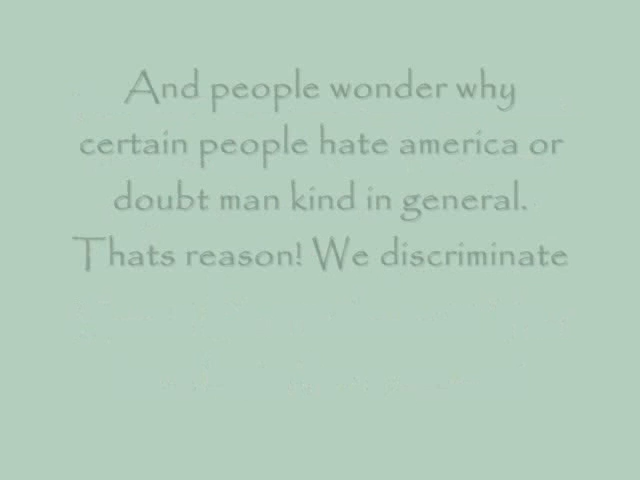 And people wonder why
certain people hate america or
doubt man kind in general.
Thats reason! We discriminate